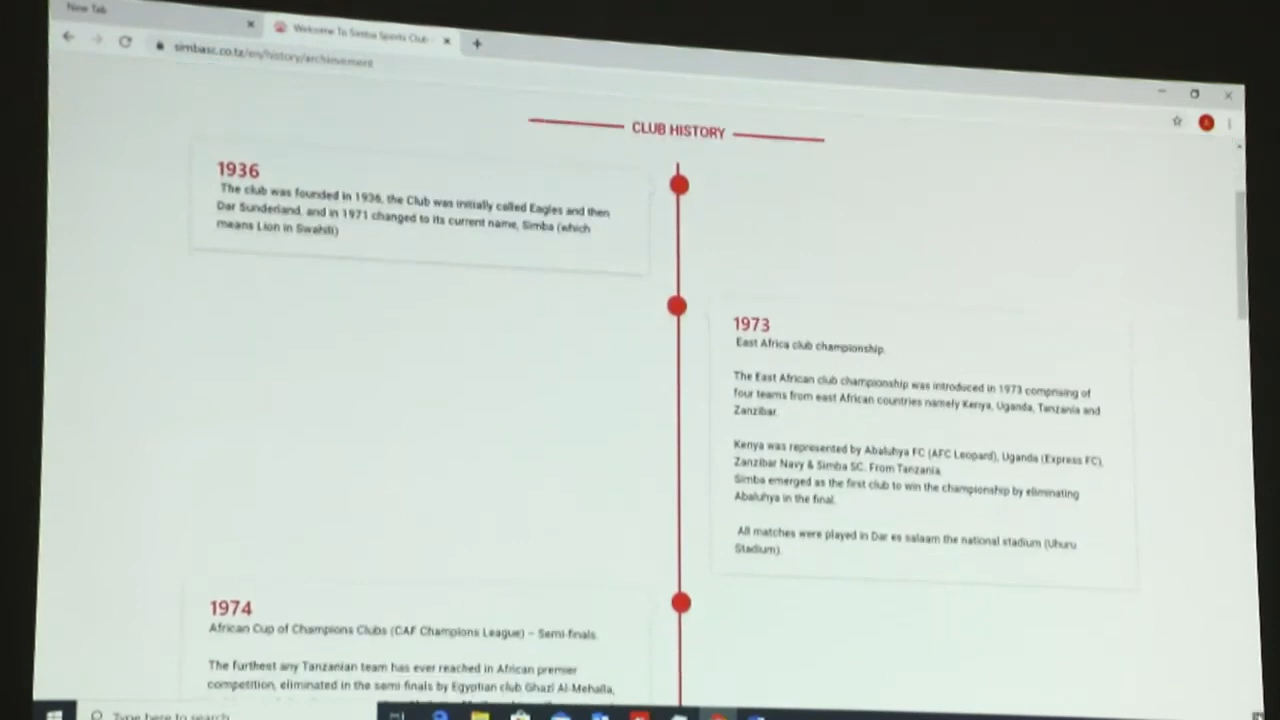 New Tab
Welcome To Simba Sports Club
simbasc.co.tz/en/history/archievement
CLUB HISTORY
1936
The club was founded in 1936, the Club was initially called Eagles and then
Dar Sunderland, and in 1971 changed to its current name, Simba (which
means Lion in Swahili)
1973
East Africa club championship.
The East African club championship was introduced in 1973 comprising of
four teams from east African countries namely Kenya, Uganda, Tanzania and
Zanzibar.
Kenya was represented by Abaluhya FC (AFC Leopard), Uganda (Express FC),
Zanzibar Navy & Simba SC. From Tanzania.
Simba emerged as the first club to win the championship by eliminating
Abaluhya in the final.
All matches were played in Dar es salaam the national stadium (Uhuru
Stadium).
1974
African Cup of Champions Clubs (CAF Champions League) – Semi-finals.
The furthest any Tanzanian team has ever reached in African premier
competition, eliminated in the semi finals by Egyptian club Ghazl Al-Mehalla,
Type here to search